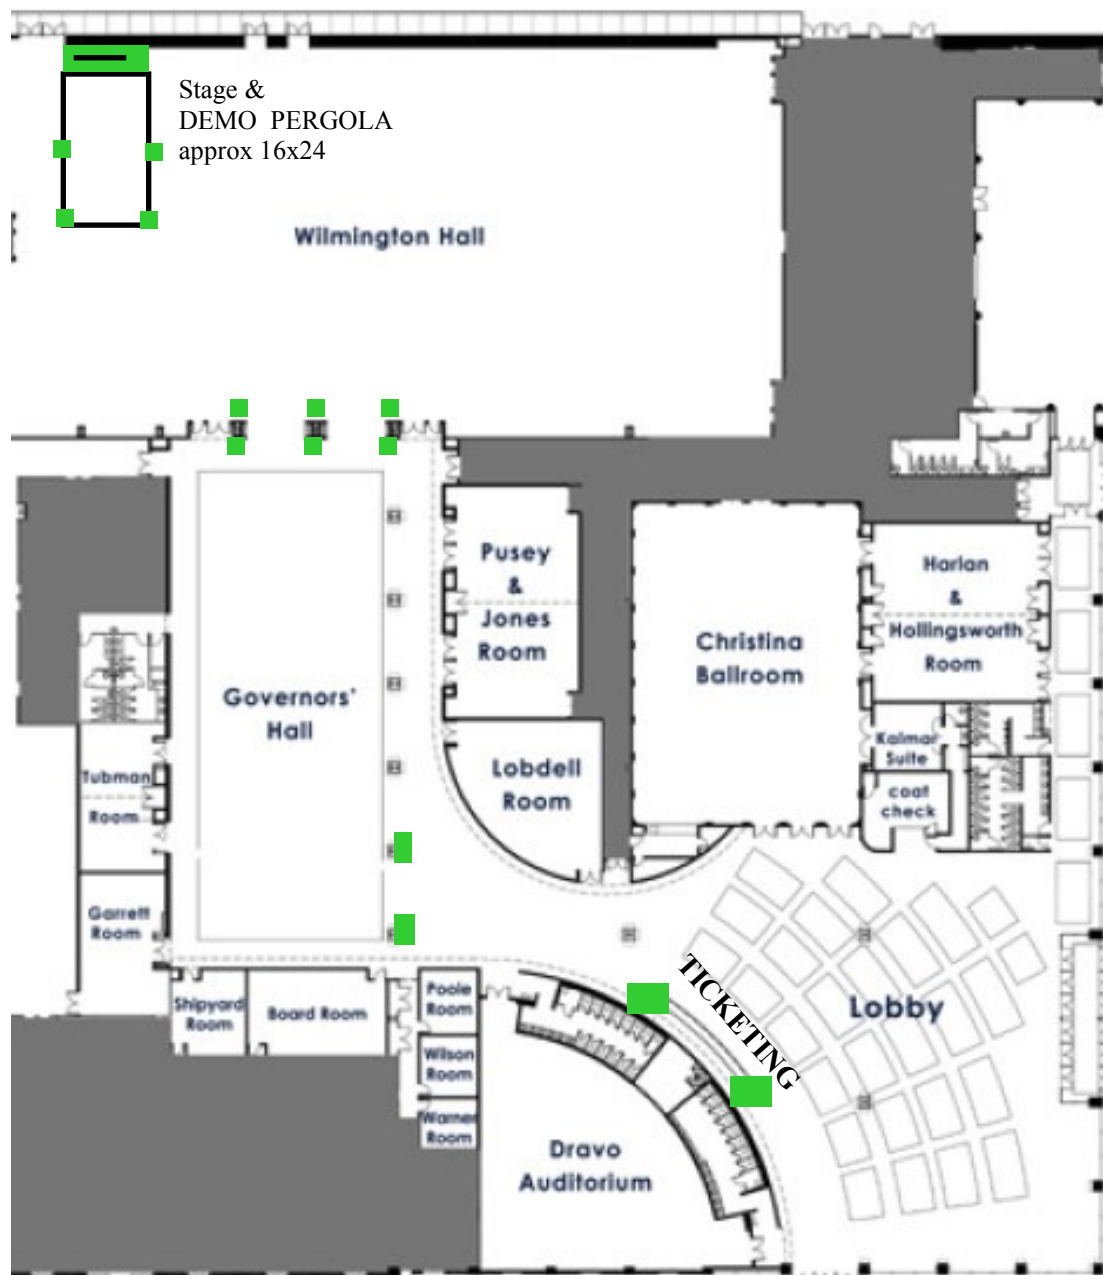 Stage &
DEMO PERGOLA
approx 16x24
Wilmington Hall
Pusey
&
Jones
Room
Harlan
&
Hollingsworth
Room
Christina
Ballroom
Governors'
Hall
Kalmar
Suite
coat
check
Lobdell
Room
Tubman
Room
Garrett
Room
Shipyard
Room
Board Room
Poole
Room
Wilson
Room
Warner
Room
TICKETING
Lobby
Dravo
Auditorium